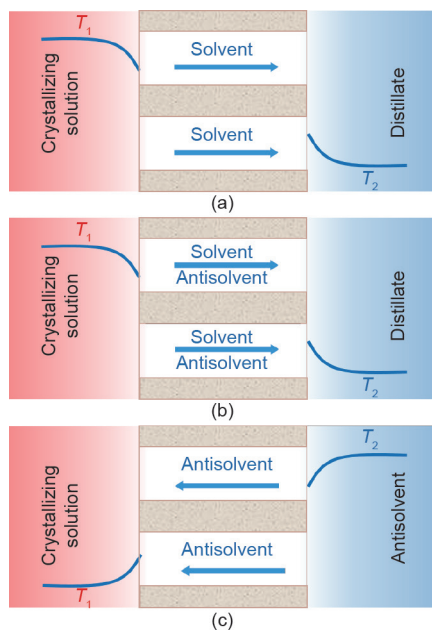 T1
Crystallizing
solution
Solvent
Solvent
Distillate
T2
(a)
T1
Crystallizing
solution
Solvent
Antisolvent
Solvent
Antisolvent
Distillate
T2
(b)
T2
Crystallizing
solution
Antisolvent
Antisolvent
Antisolvent
T1
(c)